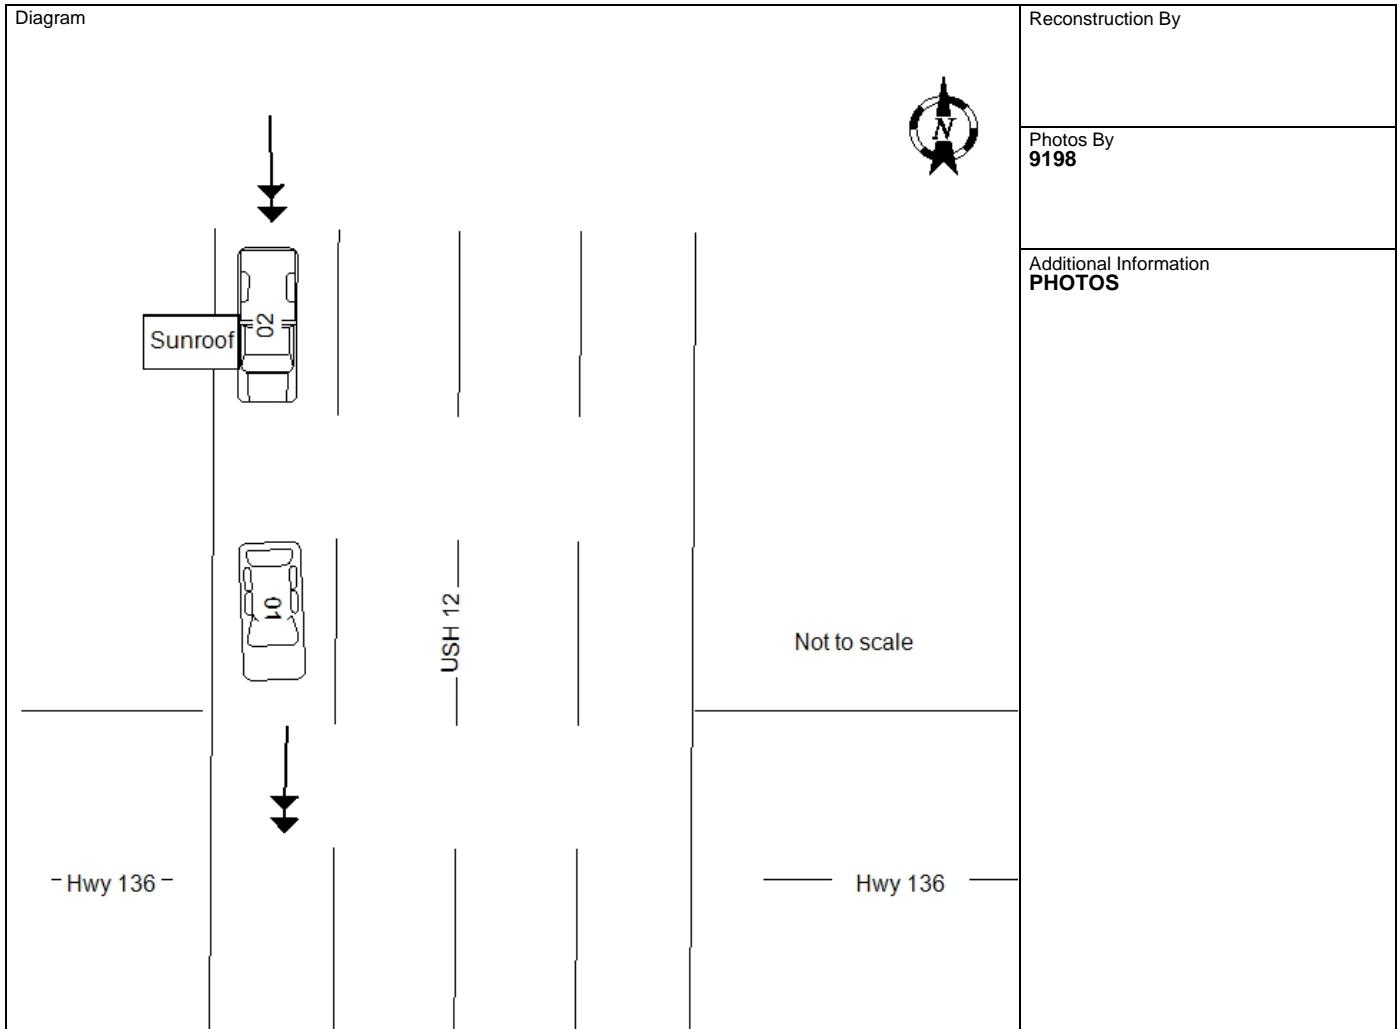 Diagram
Reconstruction By
N
Photos By
9198
Additional Information
PHOTOS
02
Sunroof
01
USH 12
Not to scale
Hwy 136
Hwy 136